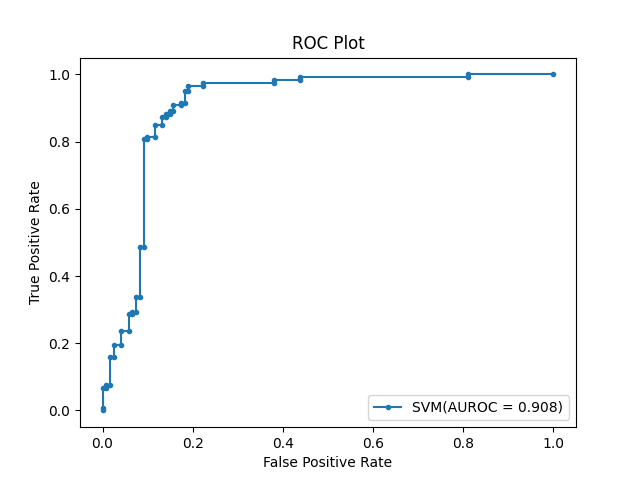 ROC Plot
1.0
0.8
0.6
0.4
0.2
0.0
True Positive Rate
SVM(AUROC = 0.908)
0.0 0.2 0.4 0.6 0.8 1.0
False Positive Rate